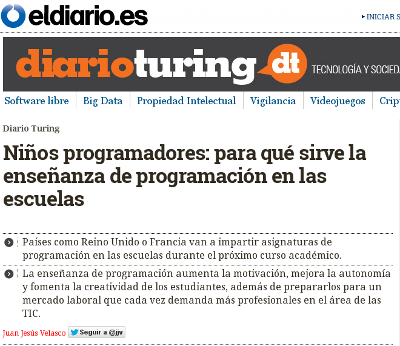 eldiario.es
INICIAR S
diarioturing dt TECNOLOGÍA Y SOCIEDA
Software libre Big Data Propiedad Intelectual Vigilancia Videojuegos Crip
Diario Turing
Niños programadores: para qué sirve la
enseñanza de programación en las
escuelas
Países como Reino Unido o Francia van a impartir asignaturas de
programación en las escuelas durante el próximo curso académico.
La enseñanza de programación aumenta la motivación, mejora la autonomía
y fomenta la creatividad de los estudiantes, además de prepararlos para un
mercado laboral que cada vez demanda más profesionales en el área de las
TIC.
Juan Jesús Velasco Seguir a @jjv